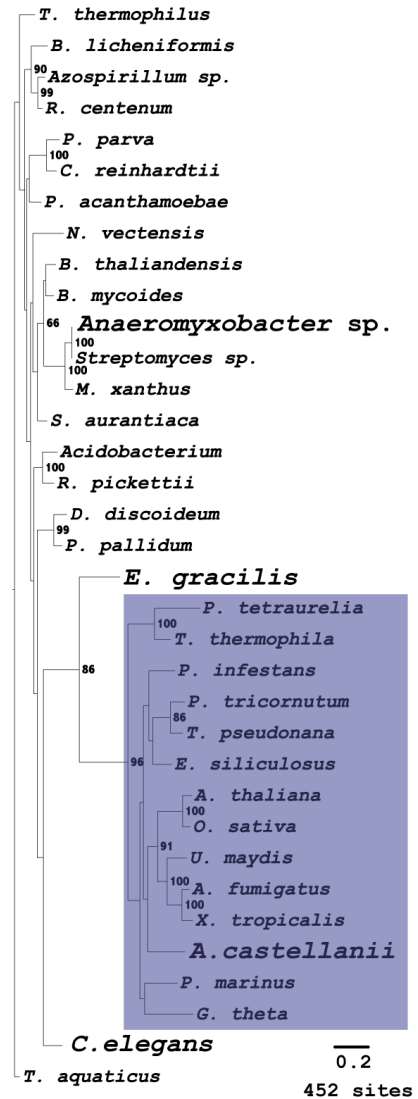 T. thermophilus
B. licheniformis
90
Azospirillum sp.
99
R. centenum
P. parva
100
C. reinhardtii
P. acanthamoebae
N. vectensis
B. thaliandensis
B. mycoides
66
Anaeromyxobacter sp.
100
Streptomyces sp.
100
M. xanthus
S. aurantiaca
Acidobacterium
100
R. pickettii
D. discoideum
99
P. pallidum
E. gracilis
P. tetraurelia
100
T. thermophila
86
P. infestans
P. tricornutum
86
T. pseudonana
96
E. siliculosus
A. thaliana
100
O. sativa
91
U. maydis
100
A. fumigatus
100
X. tropicalis
A.castellanii
P. marinus
G. theta
C.elegans
0.2
T. aquaticus
452 sites